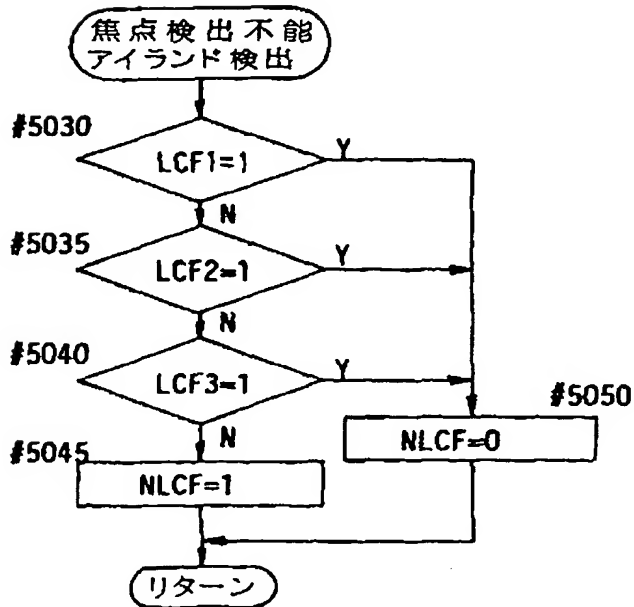 焦点検出不能
アイランド検出
#5030
LCF1=1
Y
N
#5035
LCF2=1
Y
N
#5040
LCF3=1
Y
N
#5050
NLCF=0
#5045
NLCF=1
リターン